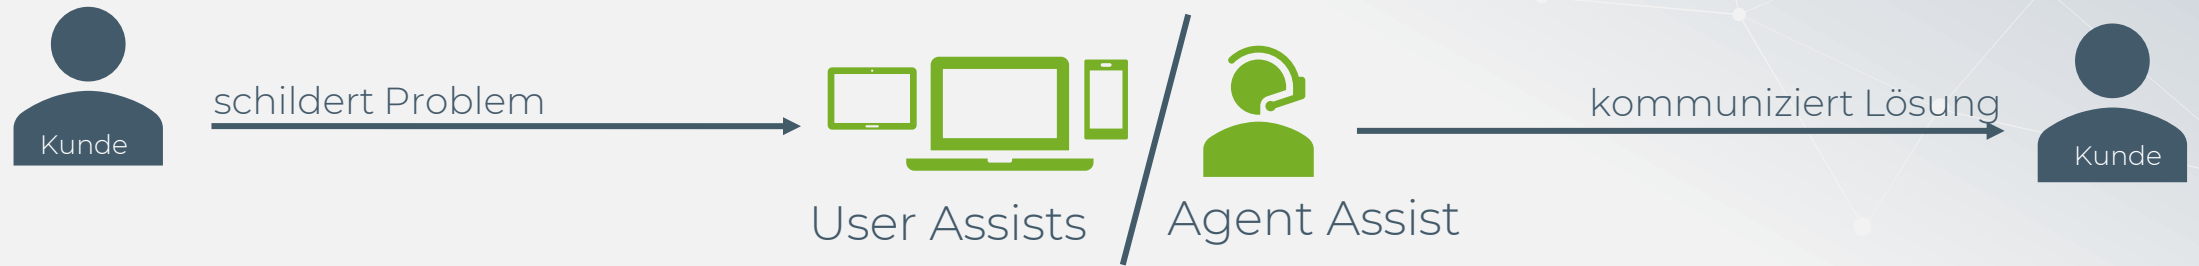 Kunde
schildert Problem
User Assists
Agent Assist
kommuniziert Lösung
Kunde